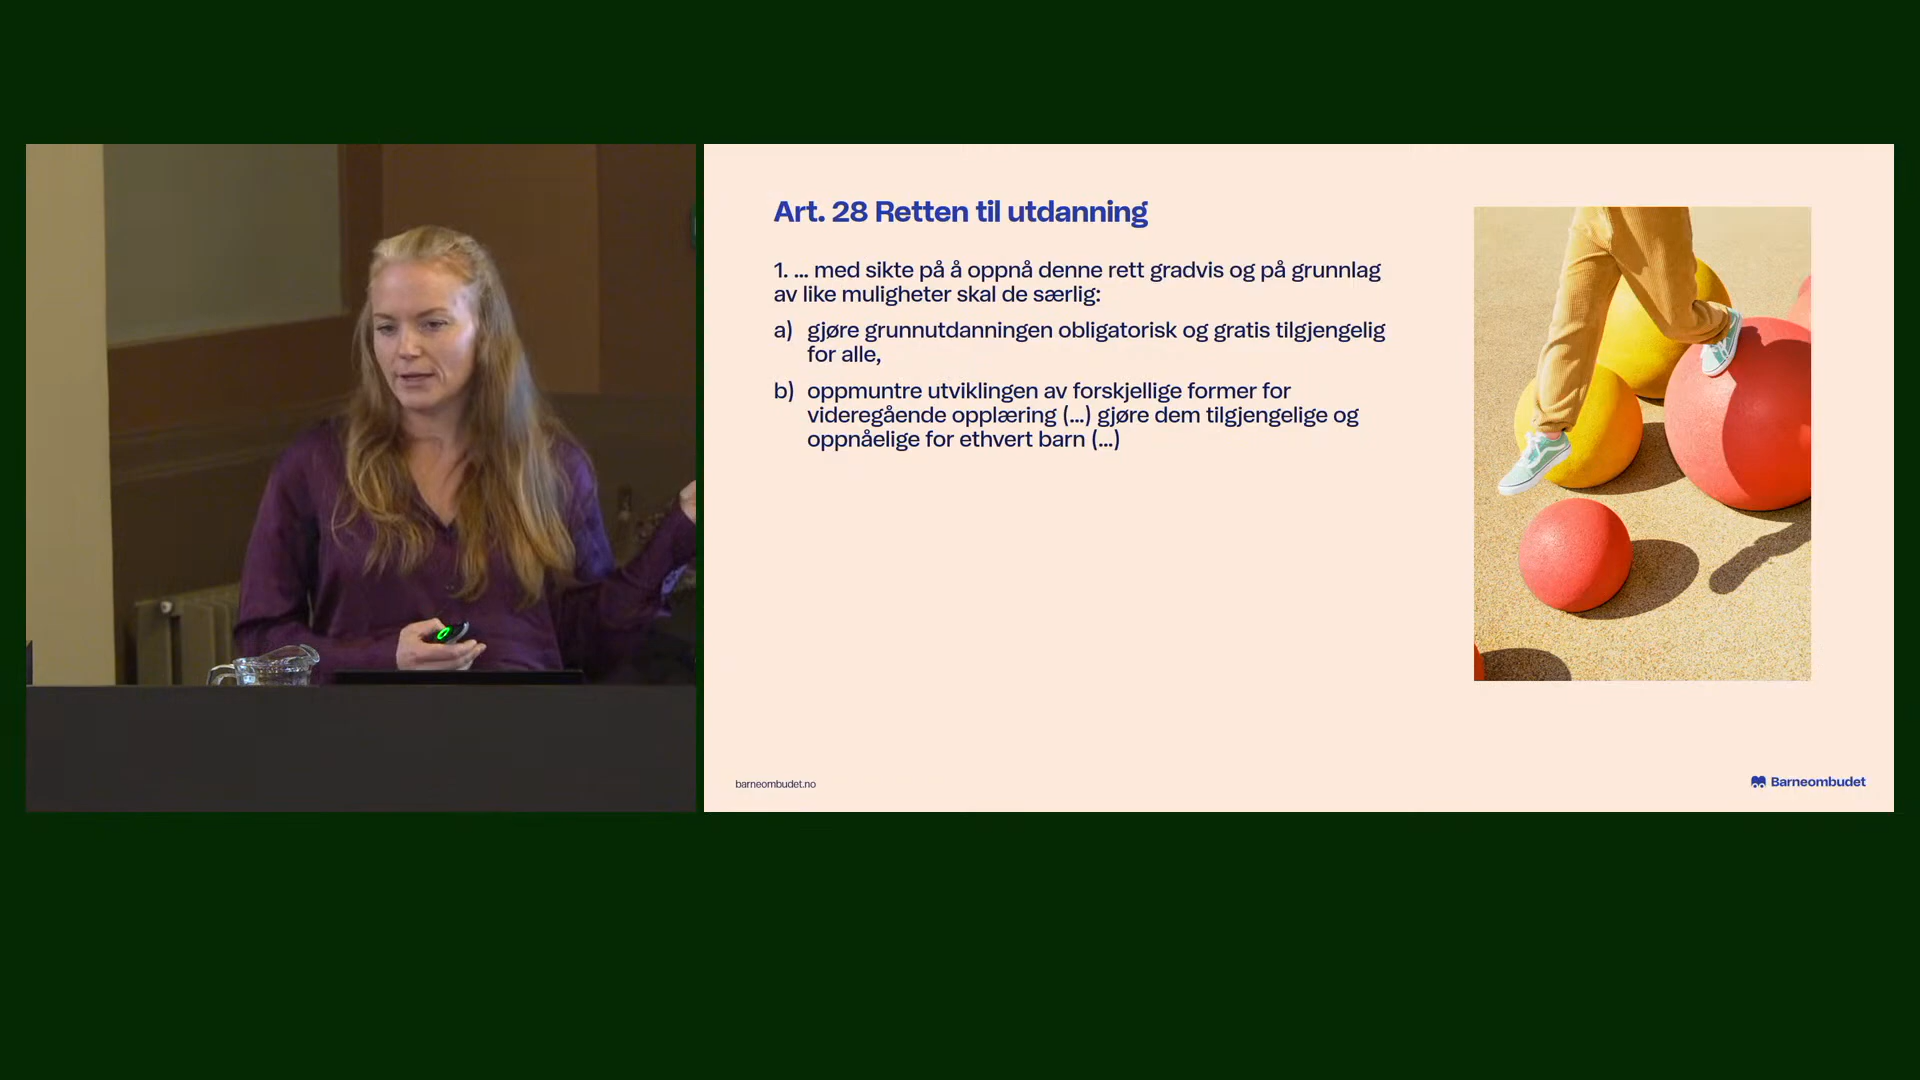 Art. 28 Retten til utdanning
1. ... med sikte på å oppnå denne rett gradvis og på grunnlag
av like muligheter skal de særlig:
a) gjøre grunnutdanningen obligatorisk og gratis tilgjengelig
for alle,
b) oppmuntre utviklingen av forskjellige former for
videregående opplæring (...) gjøre dem tilgjengelige og
oppnåelige for ethvert barn (...)
barneombudet.no
Barneombudet